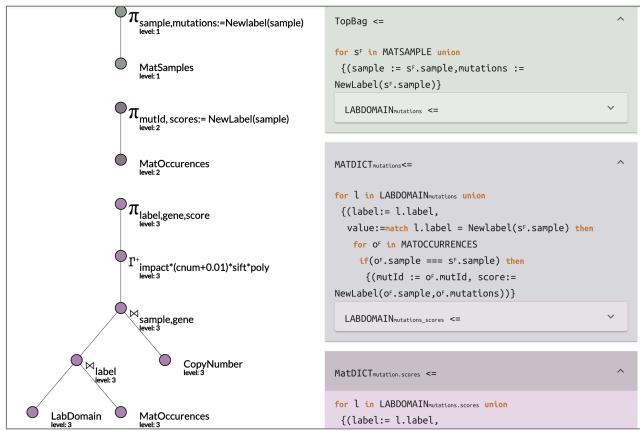 π sample,mutations:=Newlabel(sample)
level: 1
MatSamples
level: 1
π mutId, scores:= NewLabel(sample)
level: 2
MatOccurences
level: 2
π label,gene,score
level: 3
Γ+ impact*(cnum+0.01)*sift*poly
level: 3
⋈ sample,gene
level: 3
⋈ label
level: 3
CopyNumber
level: 3
LabDomain
level: 3
MatOccurences
level: 3
TopBag <=
for sF in MATSAMPLE union
{(sample := sF.sample,mutations :=
NewLabel(sF.sample)}
LABDOMAINmutations <=
MATDICTmutations<=
for l in LABDOMAINmutations union
{(label:= l.label,
value:=match l.label = Newlabel(sF.sample) then
for oF in MATOCCURRENCES
if(oF.sample === sF.sample) then
{(mutId := oF.mutId, score:=
NewLabel(oF.sample,oF.mutations))}
LABDOMAINmutations_scores <=
MatDICTmutation.scores <=
for l in LABDOMAINmutations.scores union
{(label:= l.label,